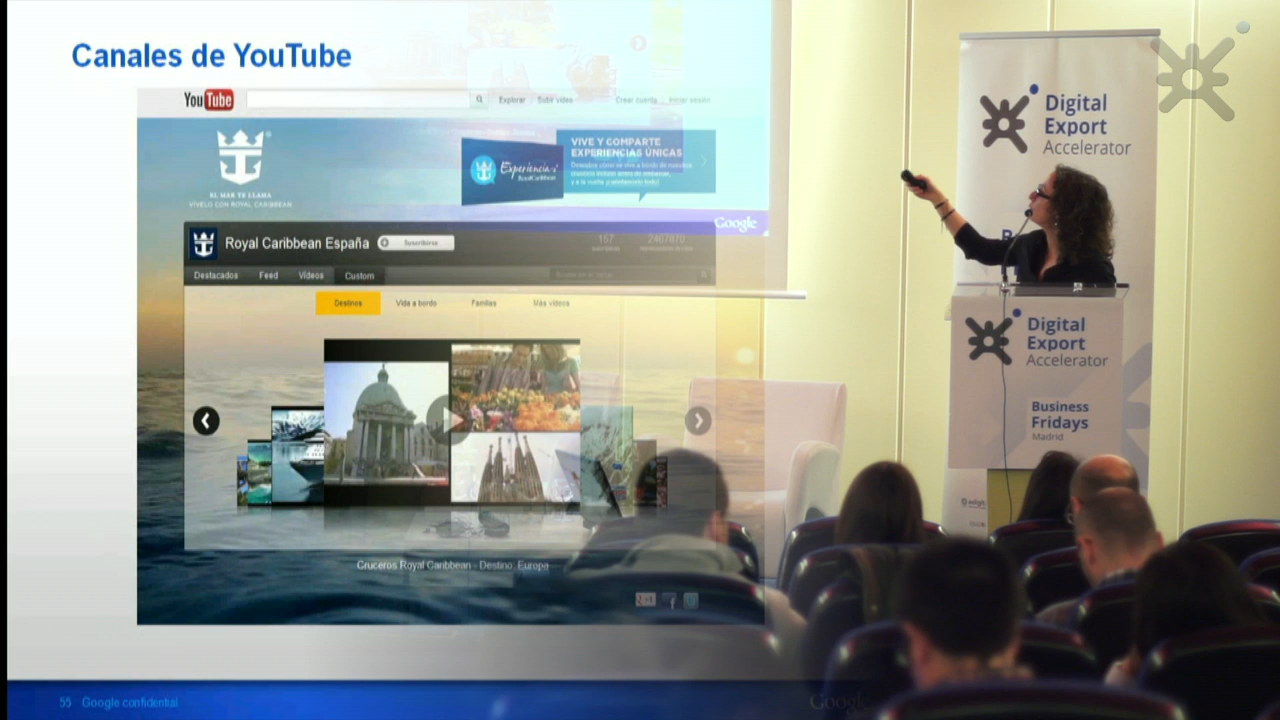 Canales de YouTube
YouTube
Explorar
Subir vídeo
Crear cuenta
Iniciar sesión
EL MAR TE LLAMA
VÍVELO CON ROYAL CARIBBEAN
Experiencia
VIVE Y COMPARTE
EXPERIENCIAS ÚNICAS
Google
Royal Caribbean España
Suscribirse
157
2467870
Destacados
Feed
Vídeos
Custom
Destinos
Vida a bordo
Familias
Más vídeos
Cruceros Royal Caribbean - Destino: Europa
55 Google confidential
Google
Digital
Export
Accelerator
Digital
Export
Accelerator
Business
Fridays
Madrid